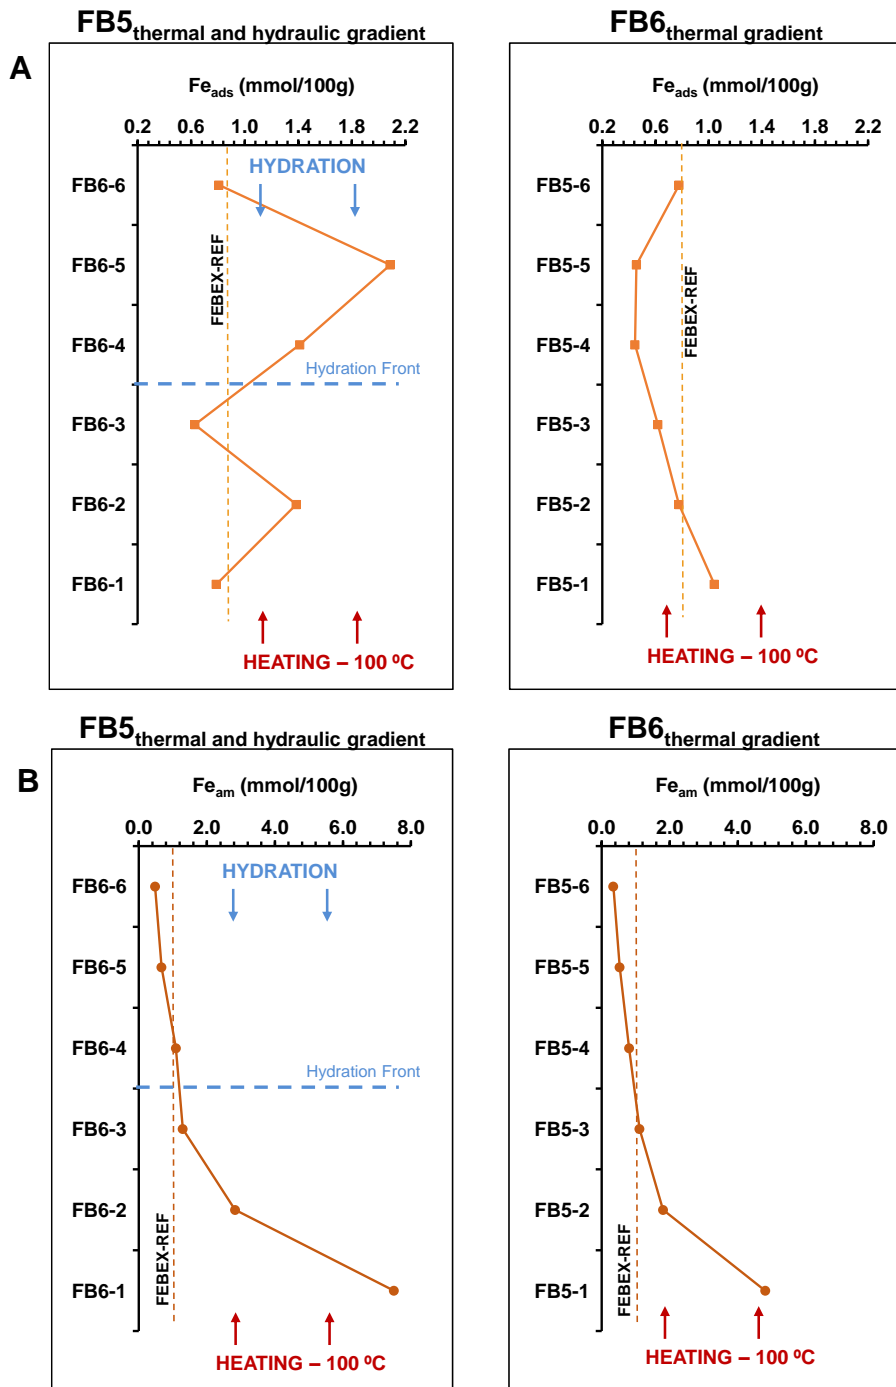 FB5thermal and hydraulic gradient
FB6thermal gradient
A
Feads (mmol/100g)
0.2 0.6 1.0 1.4 1.8 2.2
HYDRATION
FB6-6
FB6-5
FB6-4
FB6-3
FB6-2
FB6-1
FEBEX-REF
Hydration Front
HEATING – 100 ºC
Feads (mmol/100g)
0.2 0.6 1.0 1.4 1.8 2.2
FB5-6
FB5-5
FB5-4
FB5-3
FB5-2
FB5-1
FEBEX-REF
HEATING – 100 ºC
FB5thermal and hydraulic gradient
FB6thermal gradient
B
Feam (mmol/100g)
0.0 2.0 4.0 6.0 8.0
HYDRATION
FB6-6
FB6-5
FB6-4
Hydration Front
FB6-3
FB6-2
FB6-1
FEBEX-REF
HEATING – 100 ºC
Feam (mmol/100g)
0.0 2.0 4.0 6.0 8.0
FB5-6
FB5-5
FB5-4
FB5-3
FB5-2
FB5-1
FEBEX-REF
HEATING – 100 ºC